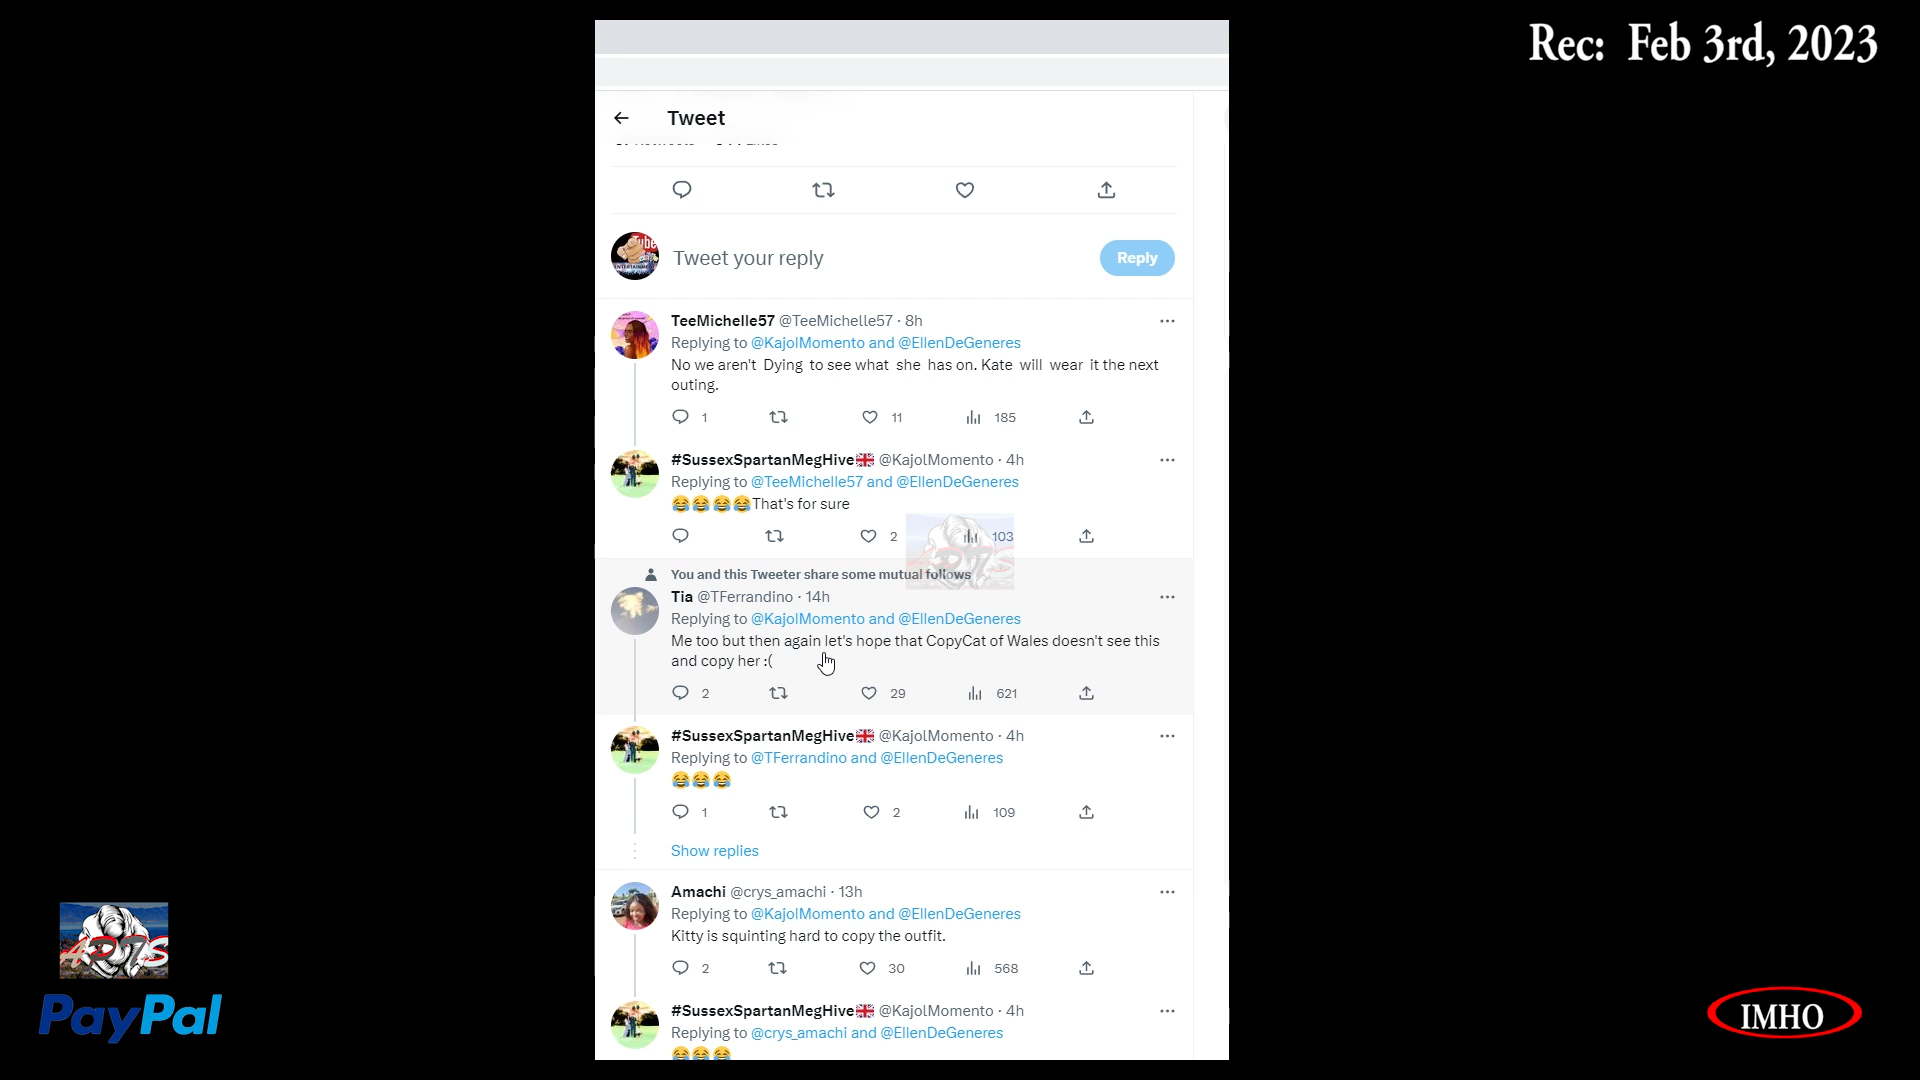 Rec: Feb 3rd, 2023
Tweet
Tweet your reply
Reply
TeeMichelle57 @TeeMichelle57 · 8h
Replying to @KajolMomento and @EllenDeGeneres
No we aren't Dying to see what she has on. Kate will wear it the next
outing.
1 11 185
#SussexSpartanMegHive🇬🇧 @KajolMomento · 4h
Replying to @TeeMichelle57 and @EllenDeGeneres
😂😂😂😂That's for sure
2 103
You and this Tweeter share some mutual follows
Tia @TFerrandino · 14h
Replying to @KajolMomento and @EllenDeGeneres
Me too but then again let's hope that CopyCat of Wales doesn't see this
and copy her :(
2 29 621
#SussexSpartanMegHive🇬🇧 @KajolMomento · 4h
Replying to @TFerrandino and @EllenDeGeneres
😂😂😂
1 2 109
Show replies
Amachi @crys_amachi · 13h
Replying to @KajolMomento and @EllenDeGeneres
Kitty is squinting hard to copy the outfit.
2 30 568
#SussexSpartanMegHive🇬🇧 @KajolMomento · 4h
Replying to @crys_amachi and @EllenDeGeneres
😂😂😂
PayPal
IMHO